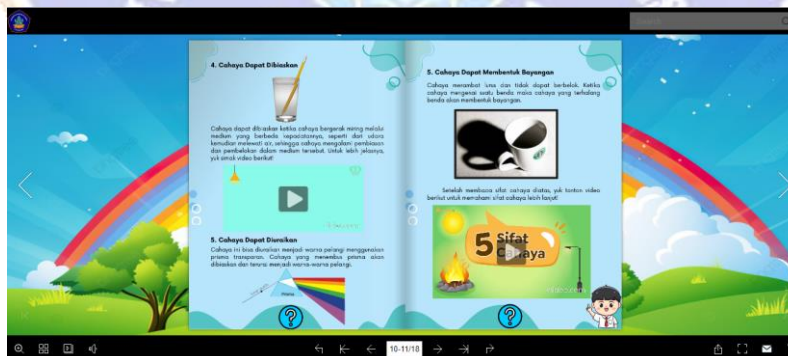 Search
4. Cahaya Dapat Dibiaskan
Cahaya dapat dibiaskan ketika cahaya bergerak miring melalui
medium yang berbeda kepadatannya, seperti dari udara
kemudian melewati air, sehingga cahaya mengalami pembiasan
dan pembelokan dalam medium tersebut. Untuk lebih jelasnya,
yuk simak video berikut!
5. Cahaya Dapat Diuraikan
Cahaya ini bisa diuraikan menjadi warna pelangi menggunakan
prisma transparan. Cahaya yang menembus prisma akan
dibiaskan dan terurai menjadi warna-warna pelangi.
Prisma
5. Cahaya Dapat Membentuk Bayangan
Cahaya merambat lurus dan tidak dapat berbelok. Ketika
cahaya mengenai suatu benda maka cahaya yang terhalang
benda akan membentuk bayangan.
Setelah membaca sifat cahaya diatas, yuk tonton video
berikut untuk memahami sifat cahaya lebih lanjut!
5 Sifat
Cahaya
10-11/18